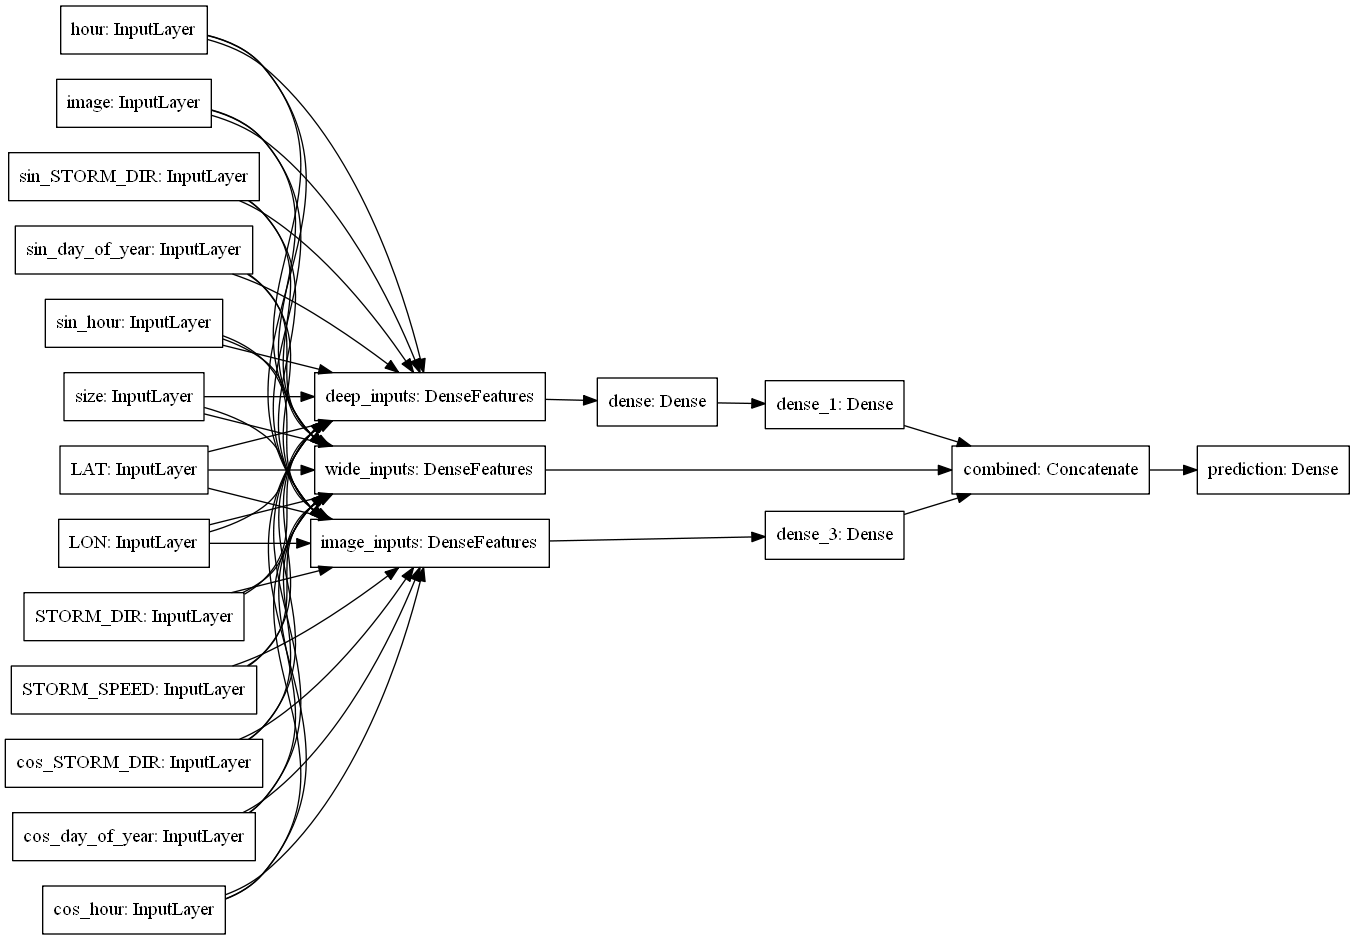 hour: InputLayer
image: InputLayer
sin_STORM_DIR: InputLayer
sin_day_of_year: InputLayer
sin_hour: InputLayer
size: InputLayer
LAT: InputLayer
LON: InputLayer
STORM_DIR: InputLayer
STORM_SPEED: InputLayer
cos_STORM_DIR: InputLayer
cos_day_of_year: InputLayer
cos_hour: InputLayer
deep_inputs: DenseFeatures
wide_inputs: DenseFeatures
image_inputs: DenseFeatures
dense: Dense
dense_1: Dense
dense_3: Dense
combined: Concatenate
prediction: Dense